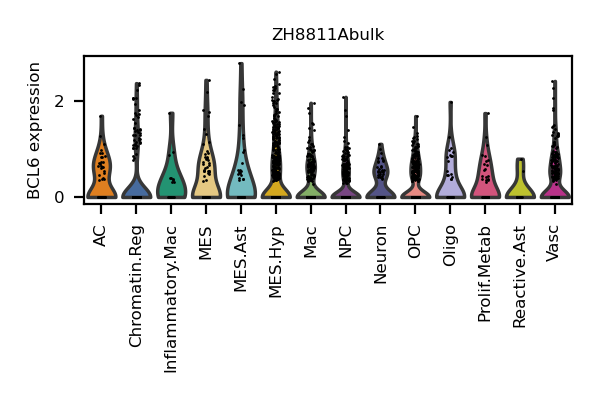 ZH8811Abulk
BCL6 expression
2
0
AC
Chromatin.Reg
Inflammatory.Mac
MES
MES.Ast
MES.Hyp
Mac
NPC
Neuron
OPC
Oligo
Prolif.Metab
Reactive.Ast
Vasc